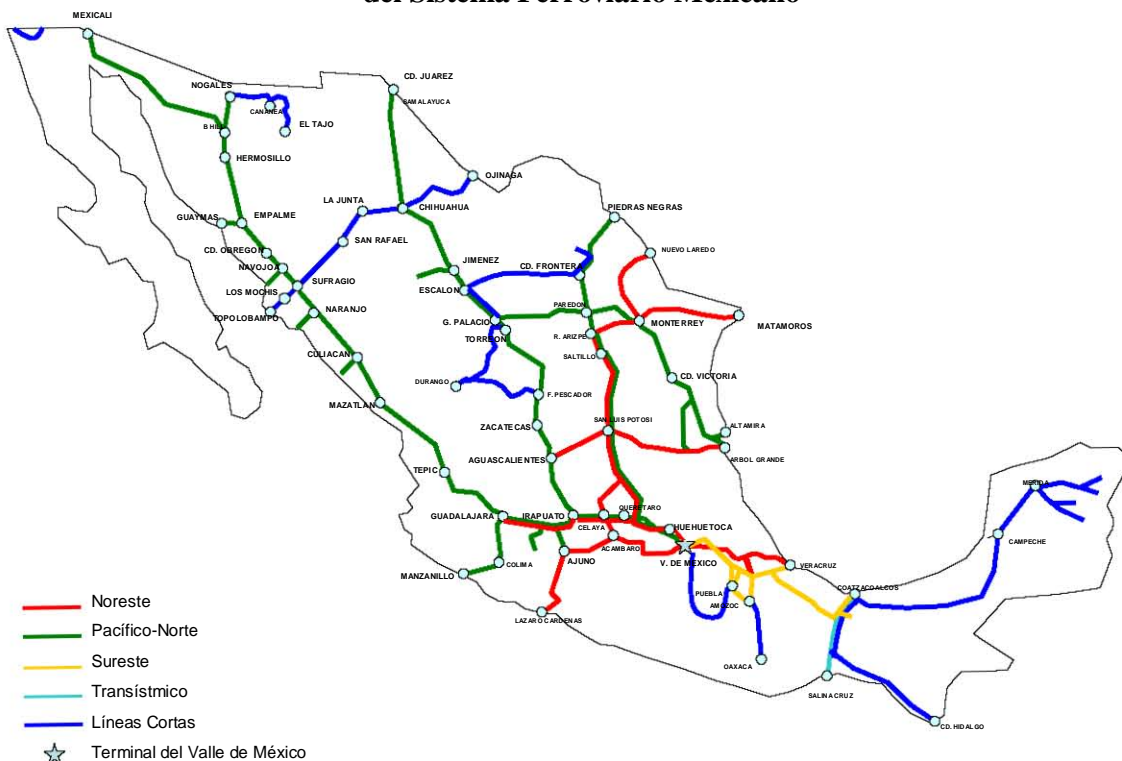 del Sistema Ferroviario Mexicano
MEXICALI
NOGALES
CANANEA
B HILL
EL TAJO
HERMOSILLO
CD. JUAREZ
SAMALAYUCA
OJINAGA
LA JUNTA
CHIHUAHUA
GUAYMAS
EMPALME
SAN RAFAEL
PIEDRAS NEGRAS
CD. OBREGON
NAVOJOA
JIMENEZ
CD. FRONTERA
NUEVO LAREDO
SUFRAGIO
ESCALON
LOS MOCHIS
TOPOLOBAMPO
NARANJO
G. PALACIO
TORREON
PAREDON
MONTERREY
MATAMOROS
R. ARIZPE
SALTILLO
CULIACAN
DURANGO
F. PESCADOR
CD. VICTORIA
MAZATLAN
ZACATECAS
SAN LUIS POTOSI
ALTAMIRA
ARBOL GRANDE
AGUASCALIENTES
TEPIC
MERIDA
GUADALAJARA
IRAPUATO
CELAYA
QUERETARO
HUEHUETOCA
CAMPECHE
ACAMBARO
AJUNO
V. DE MEXICO
VERACRUZ
MANZANILLO
COLIMA
PUEBLA
AMOZOC
COATZACOALCOS
LAZARO CARDENAS
OAXACA
SALINA CRUZ
CD. HIDALGO
Noreste
Pacífico-Norte
Sureste
Transístmico
Líneas Cortas
Terminal del Valle de México